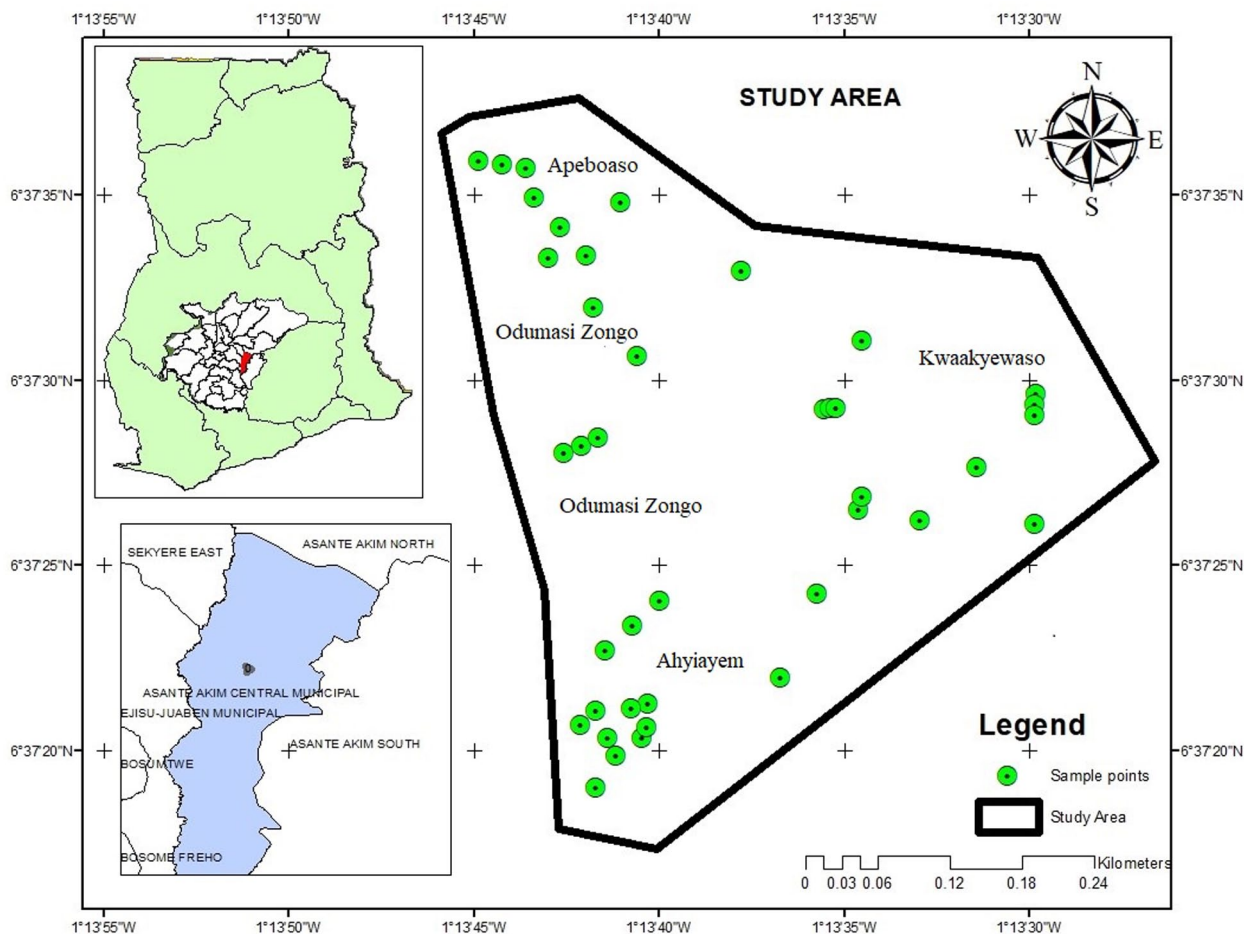 1°13'55"W 1°13'50"W 1°13'45"W 1°13'40"W 1°13'35"W 1°13'30"W
STUDY AREA
N
W E
S
6°37'35"N 6°37'35"N
Apeboaso
Odumasi Zongo
Kwaakyewaso
6°37'30"N 6°37'30"N
Odumasi Zongo
SEKYERE EAST
ASANTE AKIM NORTH
6°37'25"N 6°37'25"N
Ahyiayem
ASANTE AKIM CENTRAL MUNICIPAL
EJISU-JUABEN MUNICIPAL
ASANTE AKIM SOUTH
BOSUMTWE
BOSOME FREHO
6°37'20"N 6°37'20"N
Legend
Sample points
Study Area
Kilometers
0 0.03 0.06 0.12 0.18 0.24
1°13'55"W 1°13'50"W 1°13'45"W 1°13'40"W 1°13'35"W 1°13'30"W